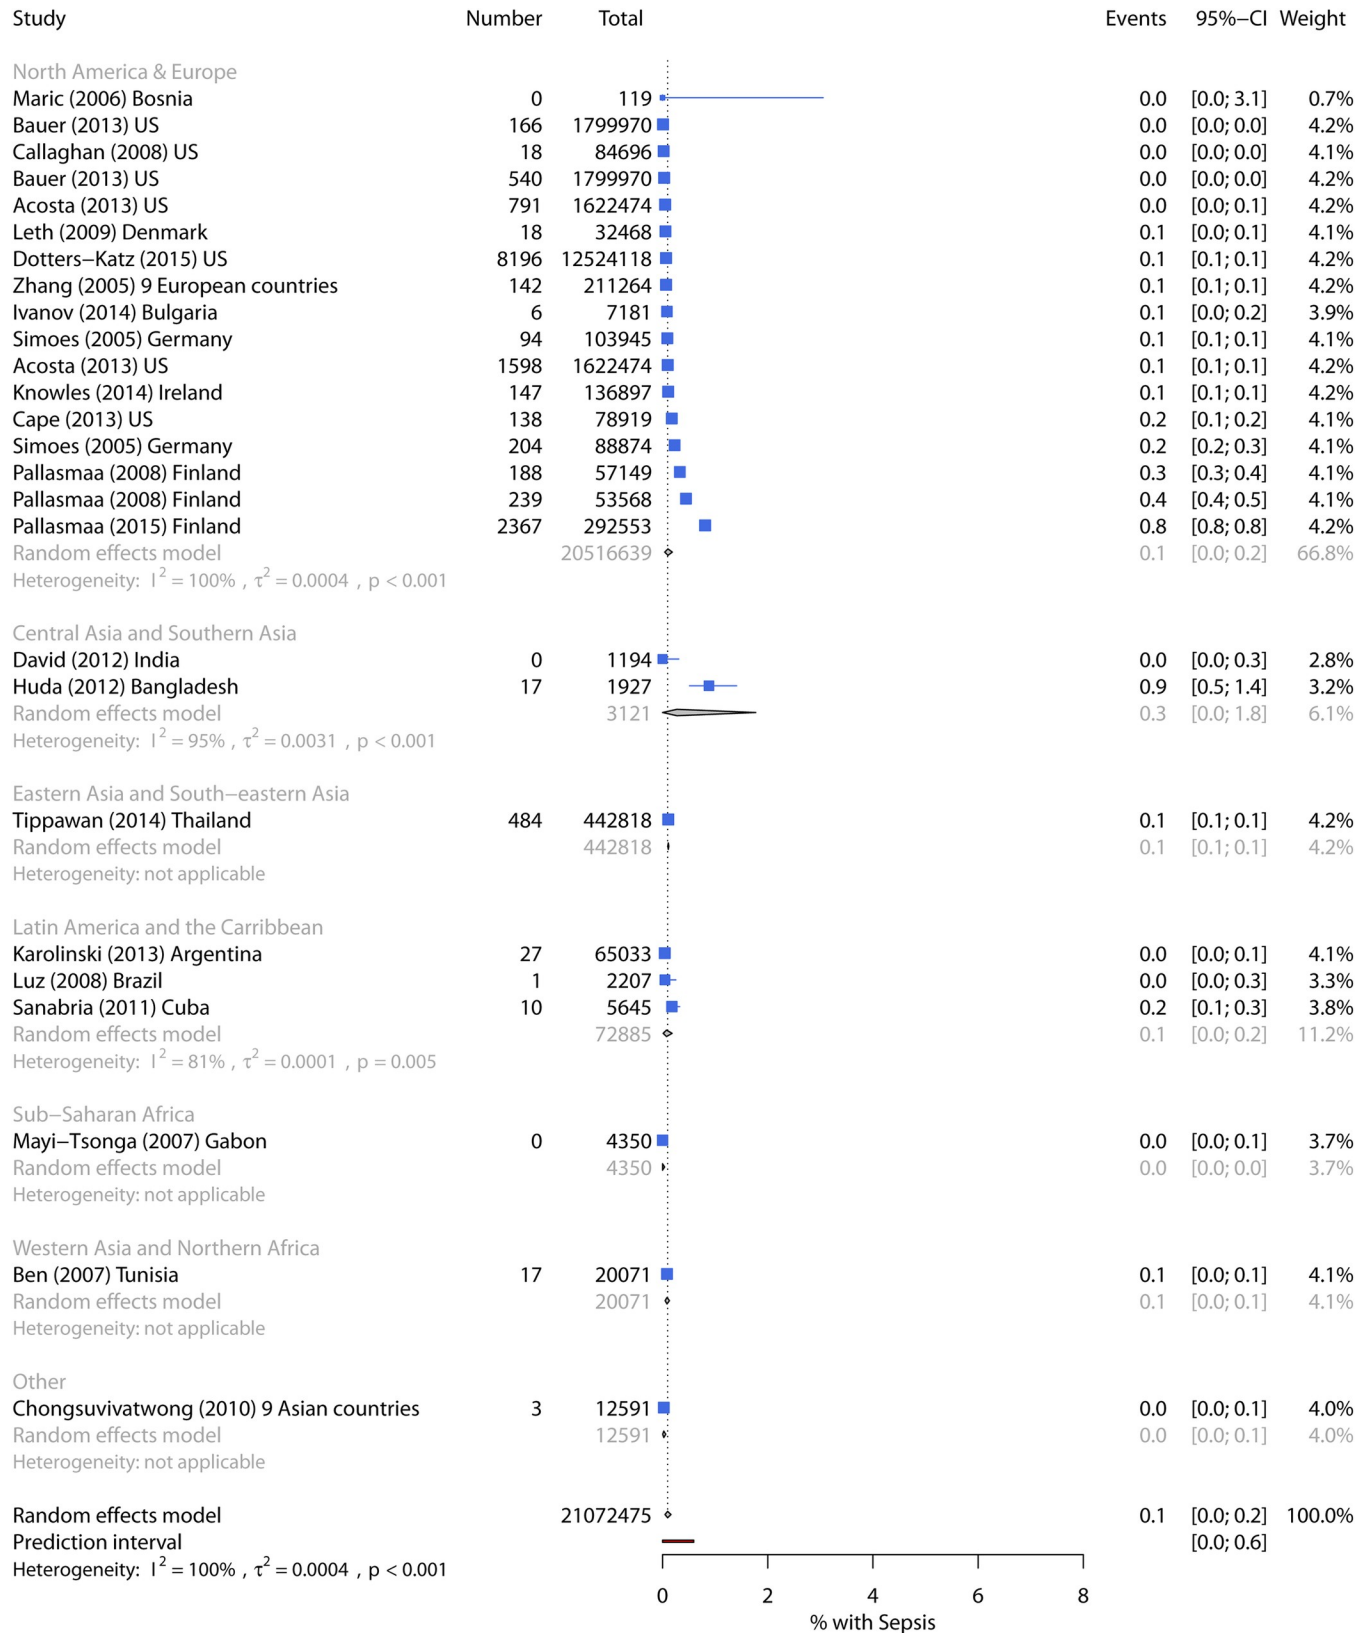 Study Number Total Events 95%−CI Weight
North America & Europe
Maric (2006) Bosnia 0 119 0.0 [0.0; 3.1] 0.7%
Bauer (2013) US 166 1799970 0.0 [0.0; 0.0] 4.2%
Callaghan (2008) US 18 84696 0.0 [0.0; 0.0] 4.1%
Bauer (2013) US 540 1799970 0.0 [0.0; 0.0] 4.2%
Acosta (2013) US 791 1622474 0.0 [0.0; 0.1] 4.2%
Leth (2009) Denmark 18 32468 0.1 [0.0; 0.1] 4.1%
Dotters−Katz (2015) US 8196 12524118 0.1 [0.1; 0.1] 4.2%
Zhang (2005) 9 European countries 142 211264 0.1 [0.1; 0.1] 4.2%
Ivanov (2014) Bulgaria 6 7181 0.1 [0.0; 0.2] 3.9%
Simoes (2005) Germany 94 103945 0.1 [0.1; 0.1] 4.1%
Acosta (2013) US 1598 1622474 0.1 [0.1; 0.1] 4.2%
Knowles (2014) Ireland 147 136897 0.1 [0.1; 0.1] 4.2%
Cape (2013) US 138 78919 0.2 [0.1; 0.2] 4.1%
Simoes (2005) Germany 204 88874 0.2 [0.2; 0.3] 4.1%
Pallasmaa (2008) Finland 188 57149 0.3 [0.3; 0.4] 4.1%
Pallasmaa (2008) Finland 239 53568 0.4 [0.4; 0.5] 4.1%
Pallasmaa (2015) Finland 2367 292553 0.8 [0.8; 0.8] 4.2%
Random effects model 20516639 0.1 [0.0; 0.2] 66.8%
Heterogeneity: I² = 100% , τ² = 0.0004 , p < 0.001
Central Asia and Southern Asia
David (2012) India 0 1194 0.0 [0.0; 0.3] 2.8%
Huda (2012) Bangladesh 17 1927 0.9 [0.5; 1.4] 3.2%
Random effects model 3121 0.3 [0.0; 1.8] 6.1%
Heterogeneity: I² = 95% , τ² = 0.0031 , p < 0.001
Eastern Asia and South−eastern Asia
Tippawan (2014) Thailand 484 442818 0.1 [0.1; 0.1] 4.2%
Random effects model 442818 0.1 [0.1; 0.1] 4.2%
Heterogeneity: not applicable
Latin America and the Carribbean
Karolinski (2013) Argentina 27 65033 0.0 [0.0; 0.1] 4.1%
Luz (2008) Brazil 1 2207 0.0 [0.0; 0.3] 3.3%
Sanabria (2011) Cuba 10 5645 0.2 [0.1; 0.3] 3.8%
Random effects model 72885 0.1 [0.0; 0.2] 11.2%
Heterogeneity: I² = 81% , τ² = 0.0001 , p = 0.005
Sub−Saharan Africa
Mayi−Tsonga (2007) Gabon 0 4350 0.0 [0.0; 0.1] 3.7%
Random effects model 4350 0.0 [0.0; 0.0] 3.7%
Heterogeneity: not applicable
Western Asia and Northern Africa
Ben (2007) Tunisia 17 20071 0.1 [0.0; 0.1] 4.1%
Random effects model 20071 0.1 [0.0; 0.1] 4.1%
Heterogeneity: not applicable
Other
Chongsuvivatwong (2010) 9 Asian countries 3 12591 0.0 [0.0; 0.1] 4.0%
Random effects model 12591 0.0 [0.0; 0.1] 4.0%
Heterogeneity: not applicable
Random effects model 21072475 0.1 [0.0; 0.2] 100.0%
Prediction interval [0.0; 0.6]
Heterogeneity: I² = 100% , τ² = 0.0004 , p < 0.001
0 2 4 6 8
% with Sepsis